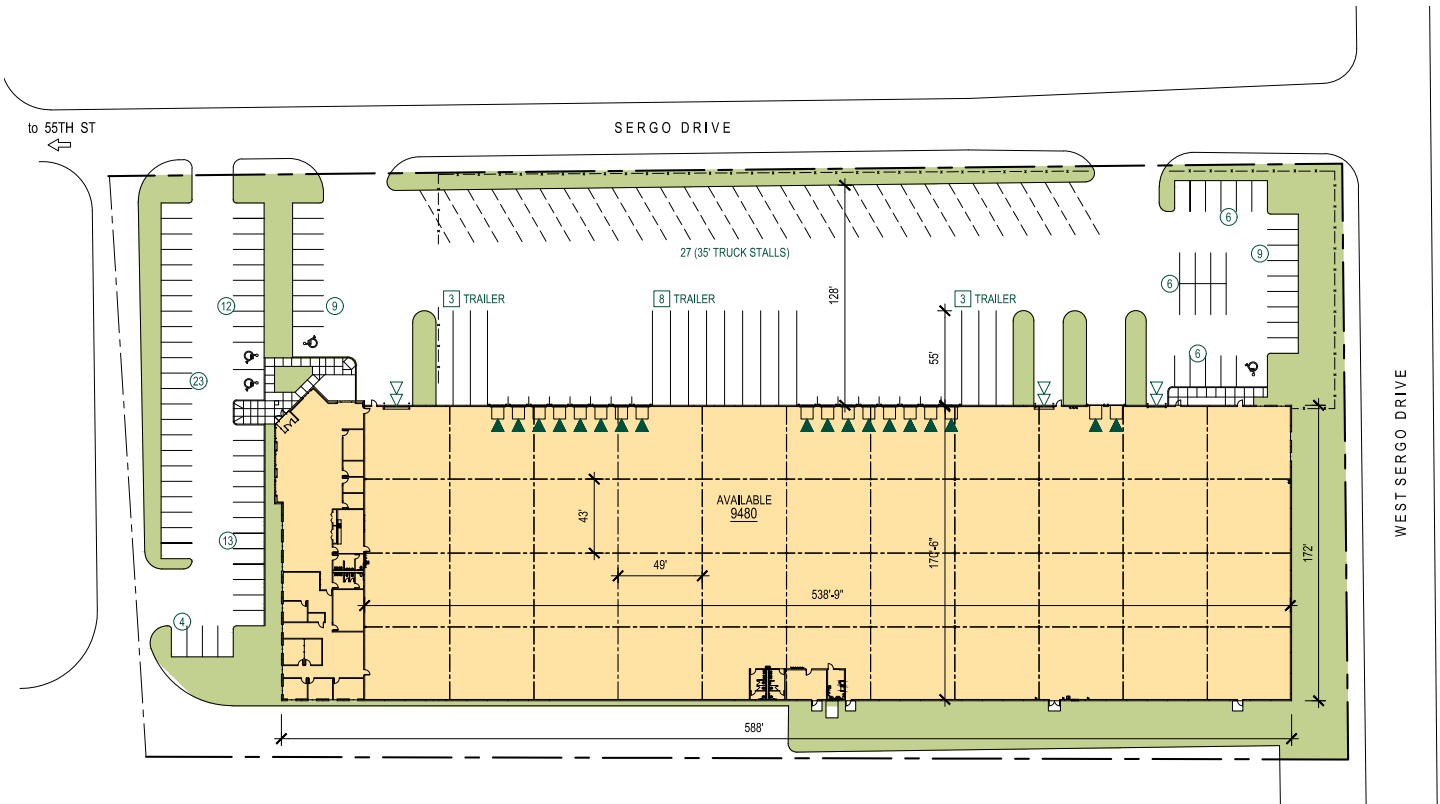 to 55TH ST
SERGO DRIVE
6
27 (35' TRUCK STALLS)
9
6
3 TRAILER
8 TRAILER
3 TRAILER
128'
12
9
55'
6
23
WEST SERGO DRIVE
AVAILABLE
9480
43'
170'-6"
13
172'
49'
538'-9"
4
588'